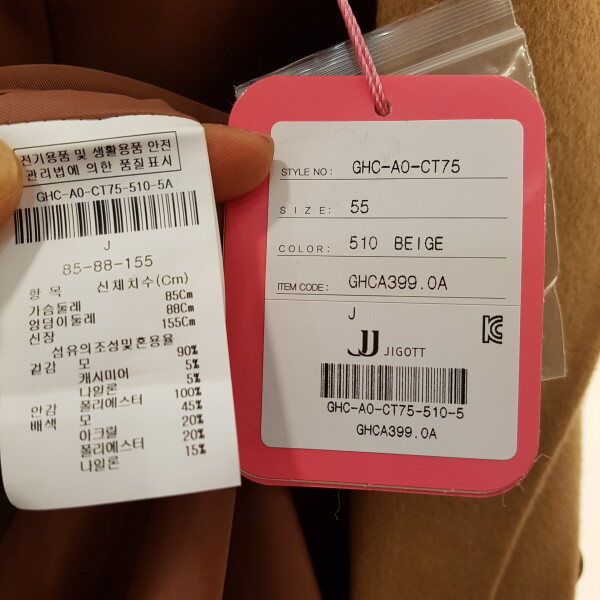 전기용품 및 생활용품 안전
관리법에 의한 품질표시
GHC-A0-CT75-510-5A
J
85-88-155
항 목 신체치수(Cm)
가슴둘레 85Cm
엉덩이둘레 88Cm
신장 155Cm
섬유의조성및혼용율
겉감 모 90%
캐시미어 5%
나일론 5%
안감 폴리에스터 100%
배색 모 45%
아크릴 20%
폴리에스터 20%
나일론 15%
STYLE NO: GHC-A0-CT75
SIZE: 55
COLOR: 510 BEIGE
ITEM CODE: GHCA399.0A
J
JJ JIGOTT
GHC-A0-CT75-510-5
GHCA399.0A